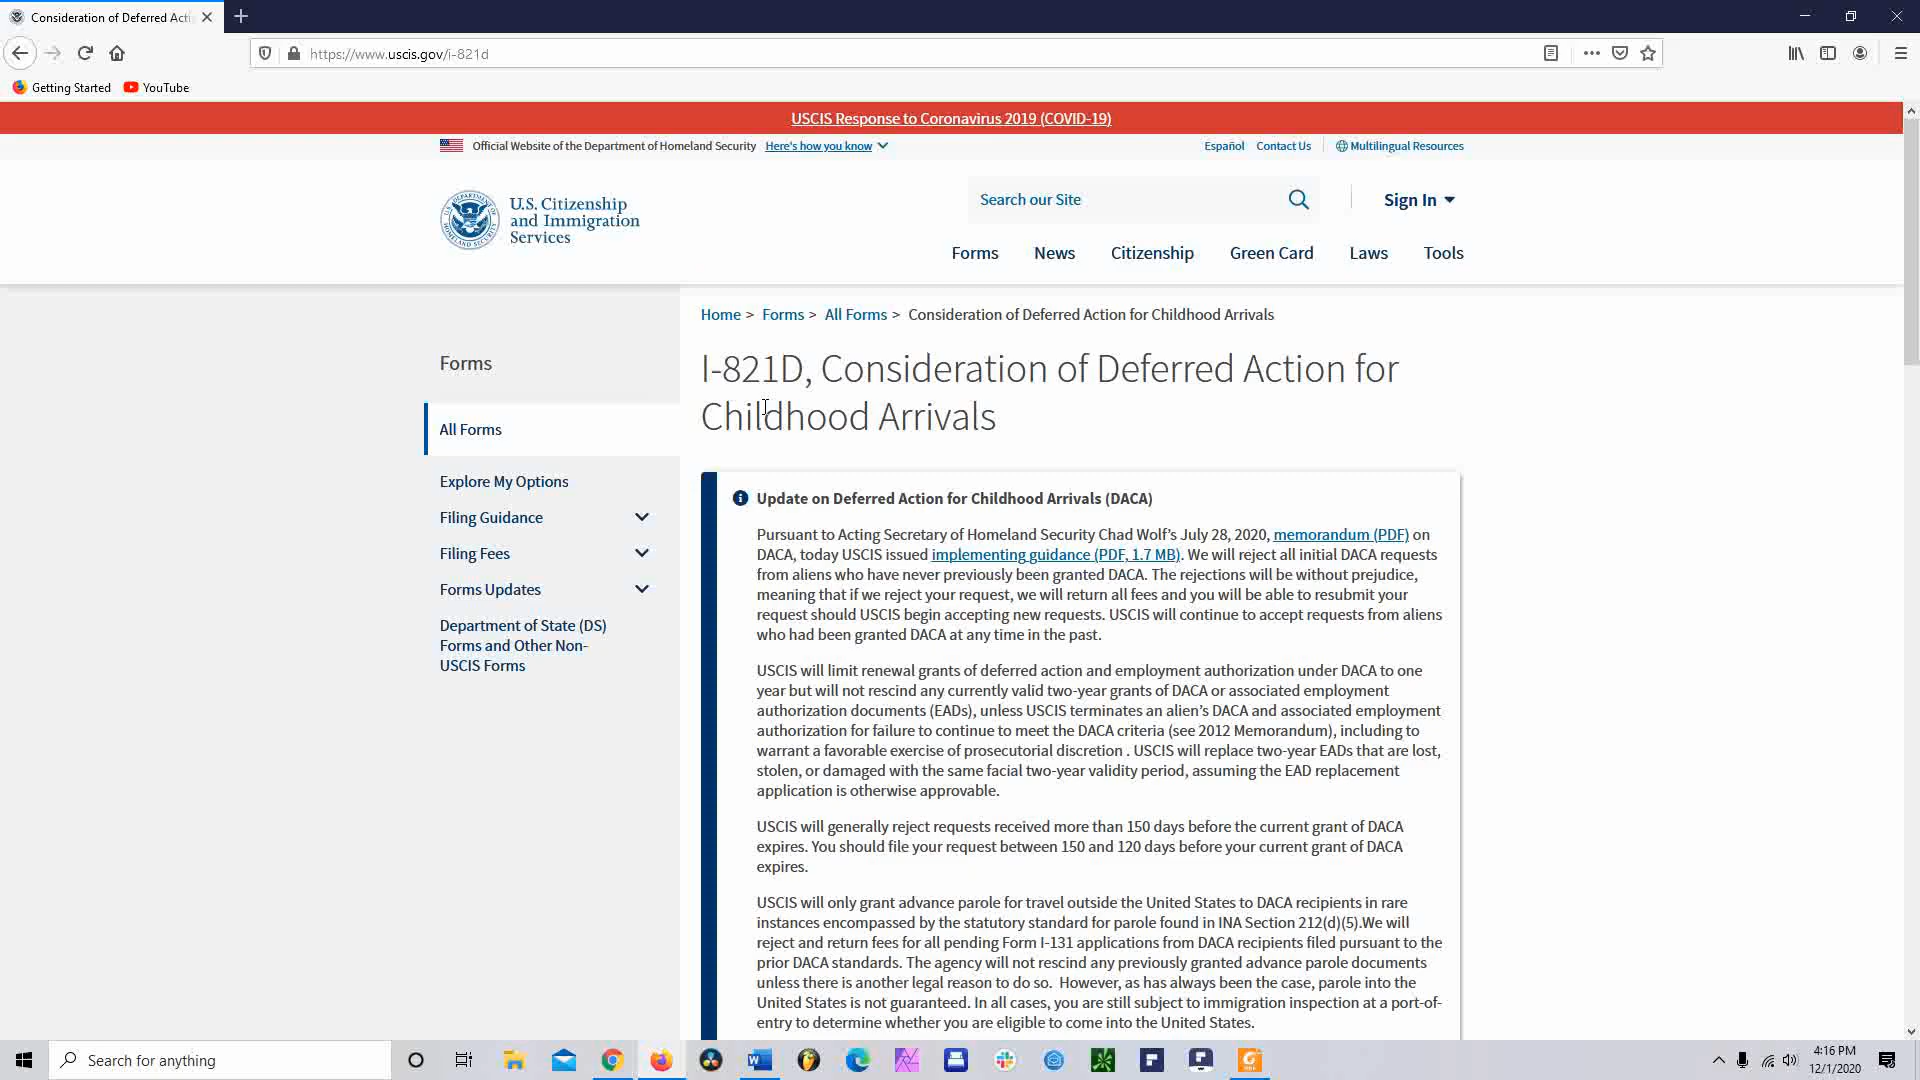 Consideration of Deferred Acti
https://www.uscis.gov/i-821d
Getting Started
YouTube
USCIS Response to Coronavirus 2019 (COVID-19)
Official Website of the Department of Homeland Security Here's how you know
Español Contact Us Multilingual Resources
U.S. Citizenship
and Immigration
Services
Search our Site
Sign In
Forms News Citizenship Green Card Laws Tools
Home > Forms > All Forms > Consideration of Deferred Action for Childhood Arrivals
Forms
All Forms
Explore My Options
Filing Guidance
Filing Fees
Forms Updates
Department of State (DS)
Forms and Other Non-
USCIS Forms
I-821D, Consideration of Deferred Action for
Childhood Arrivals
Update on Deferred Action for Childhood Arrivals (DACA)
Pursuant to Acting Secretary of Homeland Security Chad Wolf's July 28, 2020, memorandum (PDF) on
DACA, today USCIS issued implementing guidance (PDF, 1.7 MB). We will reject all initial DACA requests
from aliens who have never previously been granted DACA. The rejections will be without prejudice,
meaning that if we reject your request, we will return all fees and you will be able to resubmit your
request should USCIS begin accepting new requests. USCIS will continue to accept requests from aliens
who had been granted DACA at any time in the past.
USCIS will limit renewal grants of deferred action and employment authorization under DACA to one
year but will not rescind any currently valid two-year grants of DACA or associated employment
authorization documents (EADs), unless USCIS terminates an alien's DACA and associated employment
authorization for failure to continue to meet the DACA criteria (see 2012 Memorandum), including to
warrant a favorable exercise of prosecutorial discretion . USCIS will replace two-year EADs that are lost,
stolen, or damaged with the same facial two-year validity period, assuming the EAD replacement
application is otherwise approvable.
USCIS will generally reject requests received more than 150 days before the current grant of DACA
expires. You should file your request between 150 and 120 days before your current grant of DACA
expires.
USCIS will only grant advance parole for travel outside the United States to DACA recipients in rare
instances encompassed by the statutory standard for parole found in INA Section 212(d)(5).We will
reject and return fees for all pending Form I-131 applications from DACA recipients filed pursuant to the
prior DACA standards. The agency will not rescind any previously granted advance parole documents
unless there is another legal reason to do so. However, as has always been the case, parole into the
United States is not guaranteed. In all cases, you are still subject to immigration inspection at a port-of-
entry to determine whether you are eligible to come into the United States.
Search for anything
4:16 PM
12/1/2020